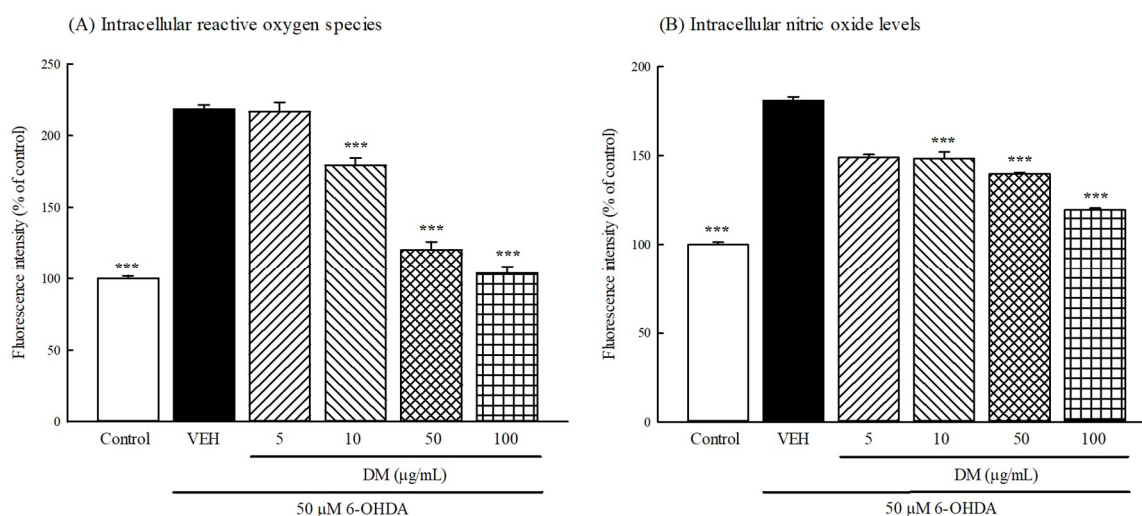 (A) Intracellular reactive oxygen species
Fluorescence intensity (% of control)
250
200
150
100
50
0
***
***
***
***
Control VEH 5 10 50 100
DM (μg/mL)
50 μM 6-OHDA
(B) Intracellular nitric oxide levels
Fluorescence intensity (% of control)
200
150
100
50
0
***
***
***
***
Control VEH 5 10 50 100
DM (μg/mL)
50 μM 6-OHDA